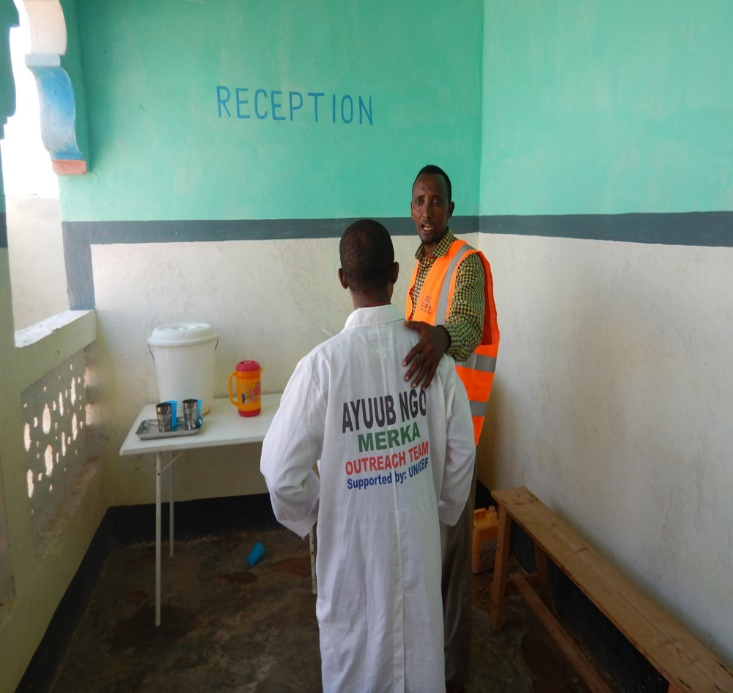 RECEPTION
AYUUB NGO
MERKA
OUTREACH TEAM
Supported by: UNICEF